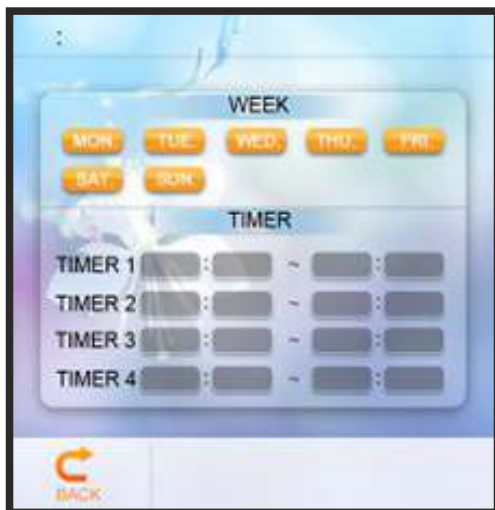 :
WEEK
MON. TUE. WED. THU. FRI.
SAT. SUN.
TIMER
TIMER 1 : ~ :
TIMER 2 : ~ :
TIMER 3 : ~ :
TIMER 4 : ~ :
BACK